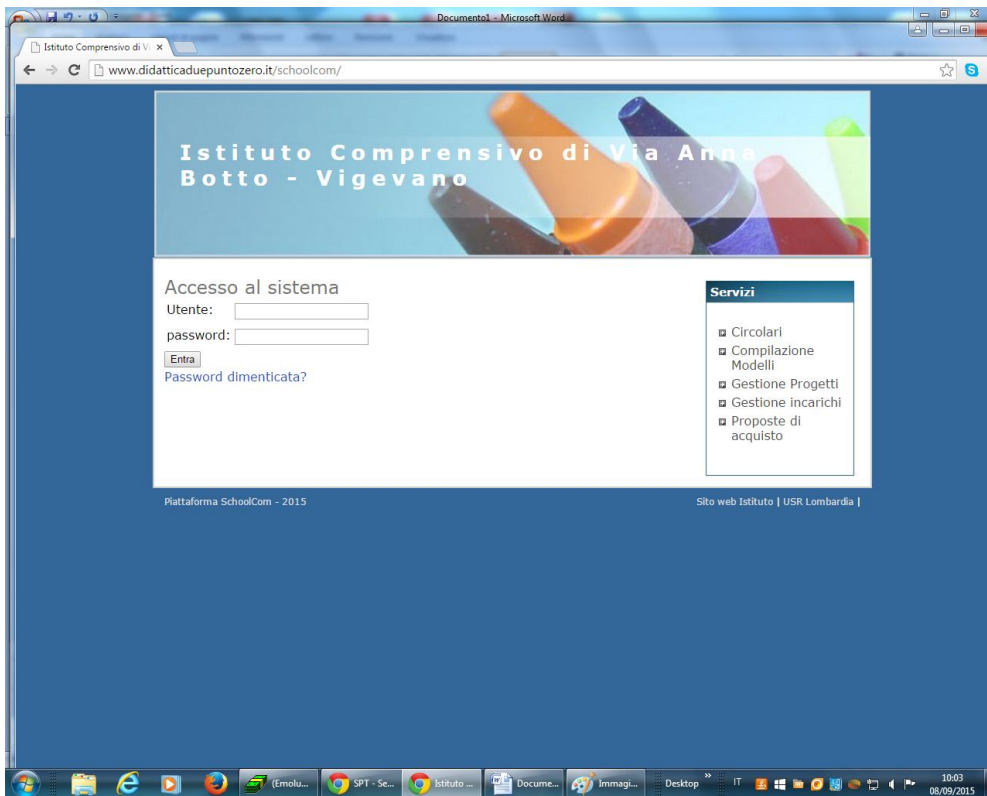 Documento1 - Microsoft Word
Istituto Comprensivo di Vi
www.didatticaduepuntozero.it/schoolcom/
Istituto Comprensivo di Via Anna
Botto - Vigevano
Accesso al sistema
Utente:
password:
Entra
Password dimenticata?
Servizi
Circolari
Compilazione
Modelli
Gestione Progetti
Gestione incarichi
Proposte di
acquisto
Piattaforma SchoolCom - 2015
Sito web Istituto | USR Lombardia |
(Emolu...
SPT - Se...
Istituto ...
Docume...
Immagi...
Desktop
IT
10:03
08/09/2015